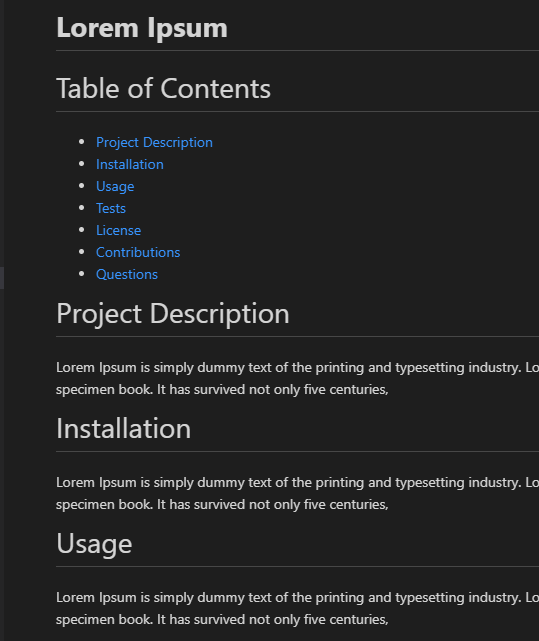 Lorem Ipsum
Table of Contents
Project Description
Installation
Usage
Tests
License
Contributions
Questions
Project Description
Lorem Ipsum is simply dummy text of the printing and typesetting industry. Lo
specimen book. It has survived not only five centuries,
Installation
Lorem Ipsum is simply dummy text of the printing and typesetting industry. Lo
specimen book. It has survived not only five centuries,
Usage
Lorem Ipsum is simply dummy text of the printing and typesetting industry. Lo
specimen book. It has survived not only five centuries,